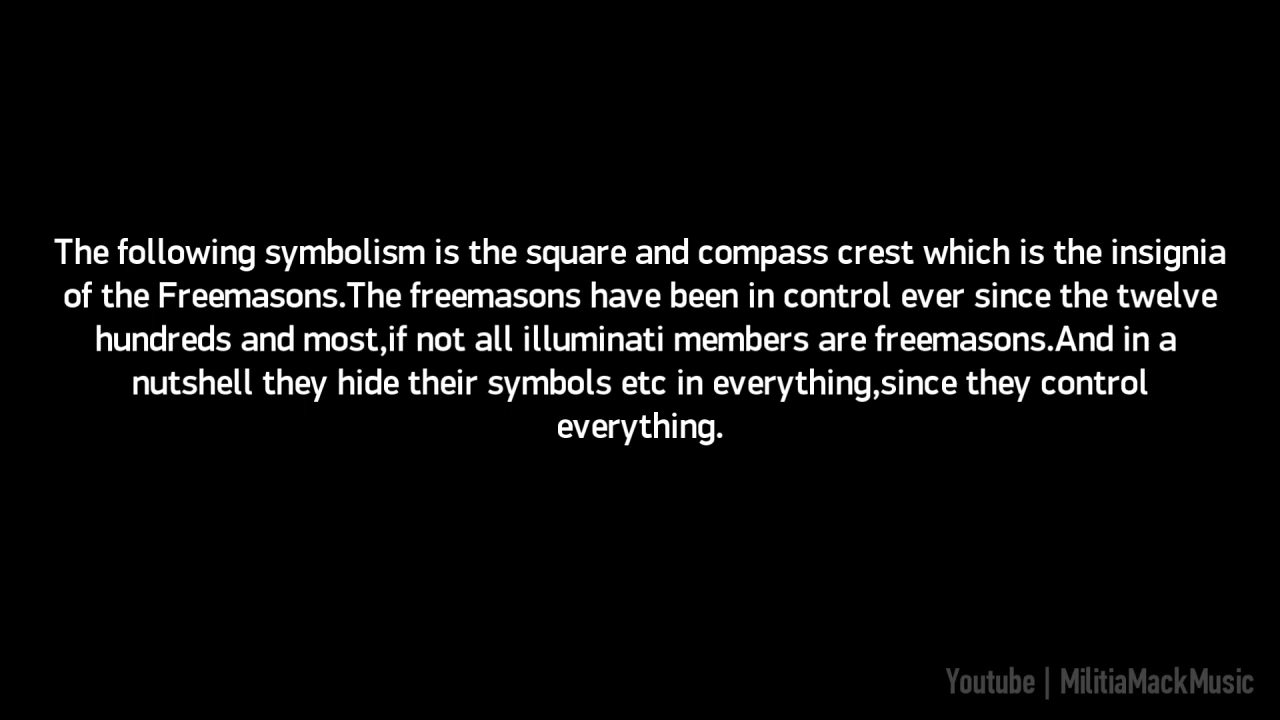 The following symbolism is the square and compass crest which is the insignia
of the Freemasons.The freemasons have been in control ever since the twelve
hundreds and most,if not all illuminati members are freemasons.And in a
nutshell they hide their symbols etc in everything,since they control
everything.
Youtube | MilitiaMackMusic